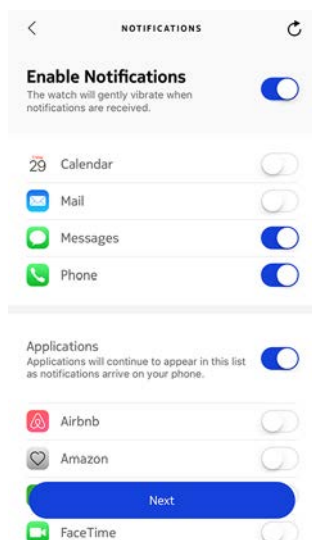 NOTIFICATIONS
Enable Notifications
The watch will gently vibrate when
notifications are received.
29 Calendar
Mail
Messages
Phone
Applications
Applications will continue to appear in this list
as notifications arrive on your phone.
Airbnb
Amazon
Next
FaceTime